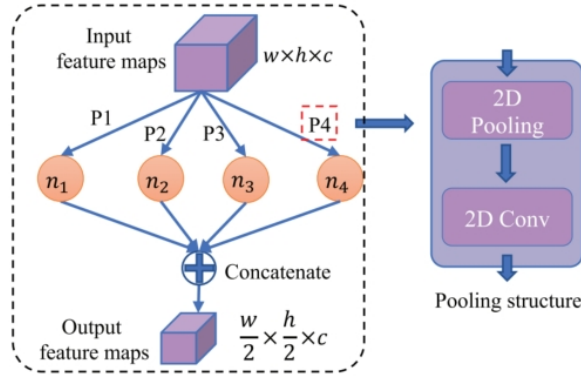 Input
feature maps
w×h×c
P1
P2
P3
P4
n₁
n₂
n₃
n₄
Concatenate
Output
feature maps
w/2 × h/2 ×c
2D
Pooling
2D Conv
Pooling structure